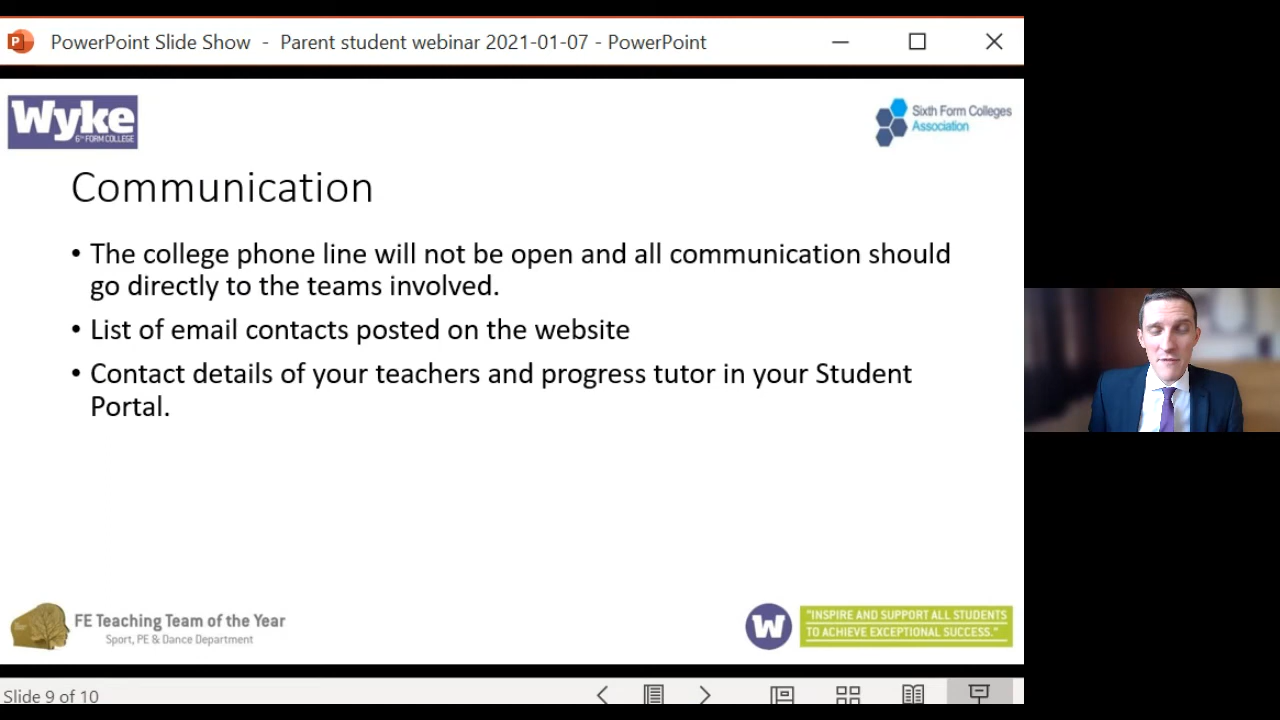 PowerPoint Slide Show - Parent student webinar 2021-01-07 - PowerPoint
Wyke
6TH FORM COLLEGE
Sixth Form Colleges
Association
Communication
• The college phone line will not be open and all communication should
go directly to the teams involved.
• List of email contacts posted on the website
• Contact details of your teachers and progress tutor in your Student
Portal.
FE Teaching Team of the Year
Sport, PE & Dance Department
W
"INSPIRE AND SUPPORT ALL STUDENTS
TO ACHIEVE EXCEPTIONAL SUCCESS."
Slide 9 of 10